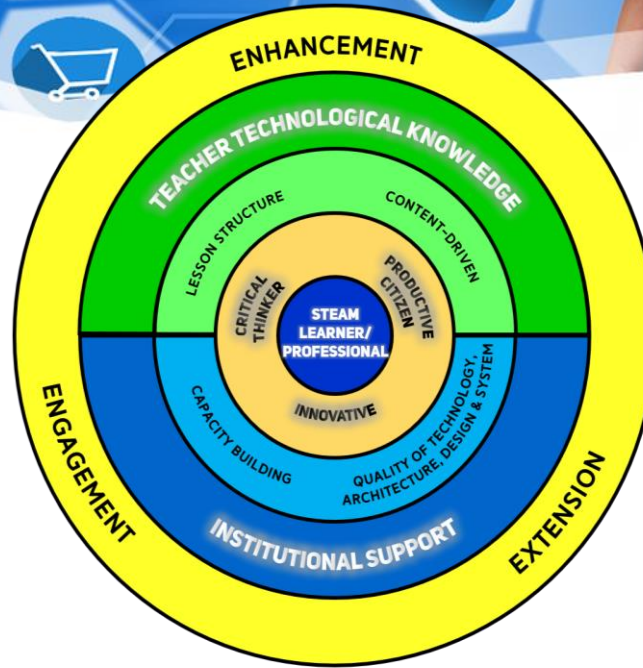 ENHANCEMENT
TEACHER TECHNOLOGICAL KNOWLEDGE
LESSON STRUCTURE
CONTENT-DRIVEN
CRITICAL
THINKER
PRODUCTIVE
CITIZEN
STEAM
LEARNER/
PROFESSIONAL
INNOVATIVE
CAPACITY BUILDING
QUALITY OF TECHNOLOGY,
ARCHITECTURE, DESIGN & SYSTEM
INSTITUTIONAL SUPPORT
ENGAGEMENT
EXTENSION